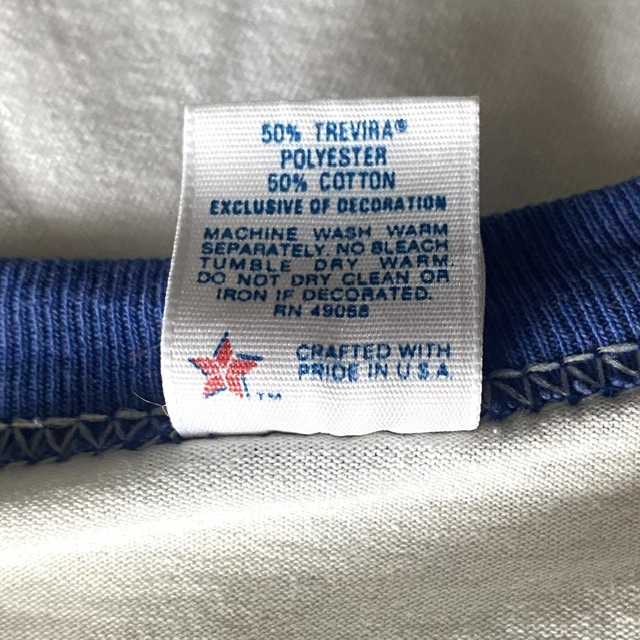 50% TREVIRA®
POLYESTER
50% COTTON
EXCLUSIVE OF DECORATION
MACHINE WASH WARM
SEPARATELY. NO BLEACH
TUMBLE DRY WARM.
DO NOT DRY CLEAN OR
IRON IF DECORATED.
RN 49058
CRAFTED WITH
PRIDE IN U.S.A.
™